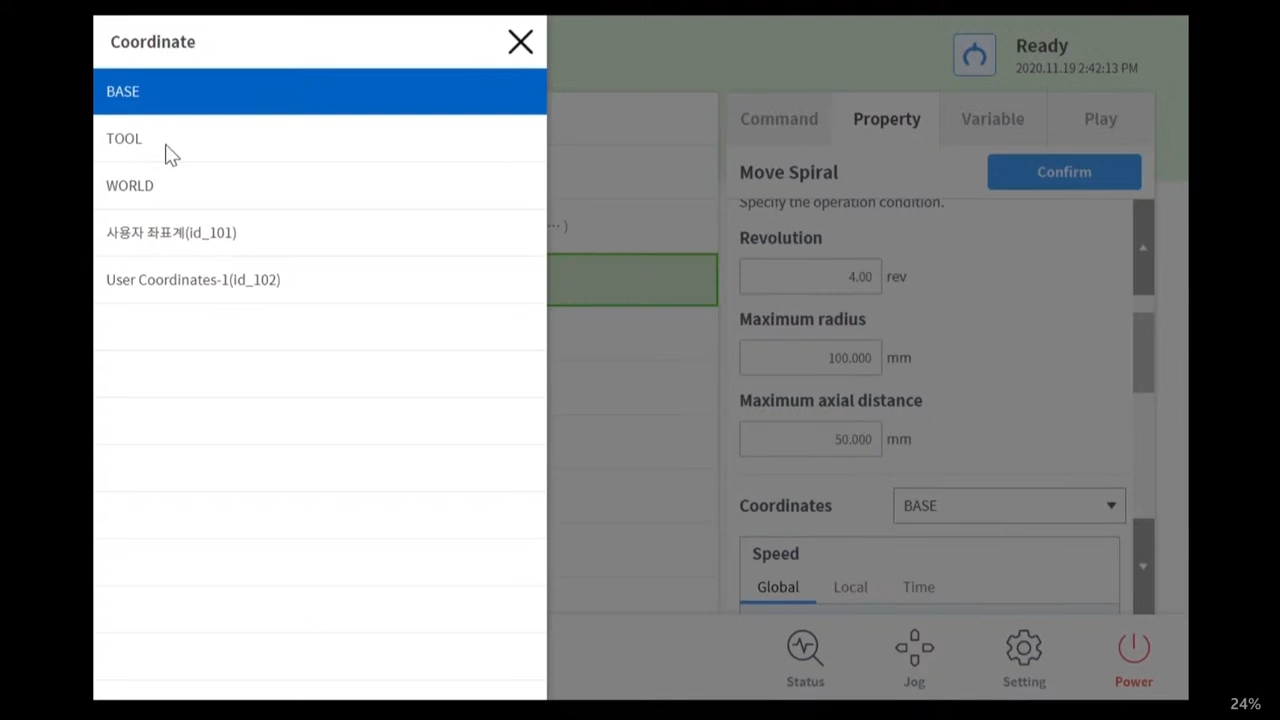 Coordinate
BASE
TOOL
WORLD
사용자 좌표계(id_101)
User Coordinates-1(id_102)
··· )
Ready
2020.11.19 2:42:13 PM
Command Property Variable Play
Move Spiral Confirm
Specify the operation condition.
Revolution
4.00 rev
Maximum radius
100.000 mm
Maximum axial distance
50.000 mm
Coordinates BASE
Speed
Global Local Time
Status Jog Setting Power
24%